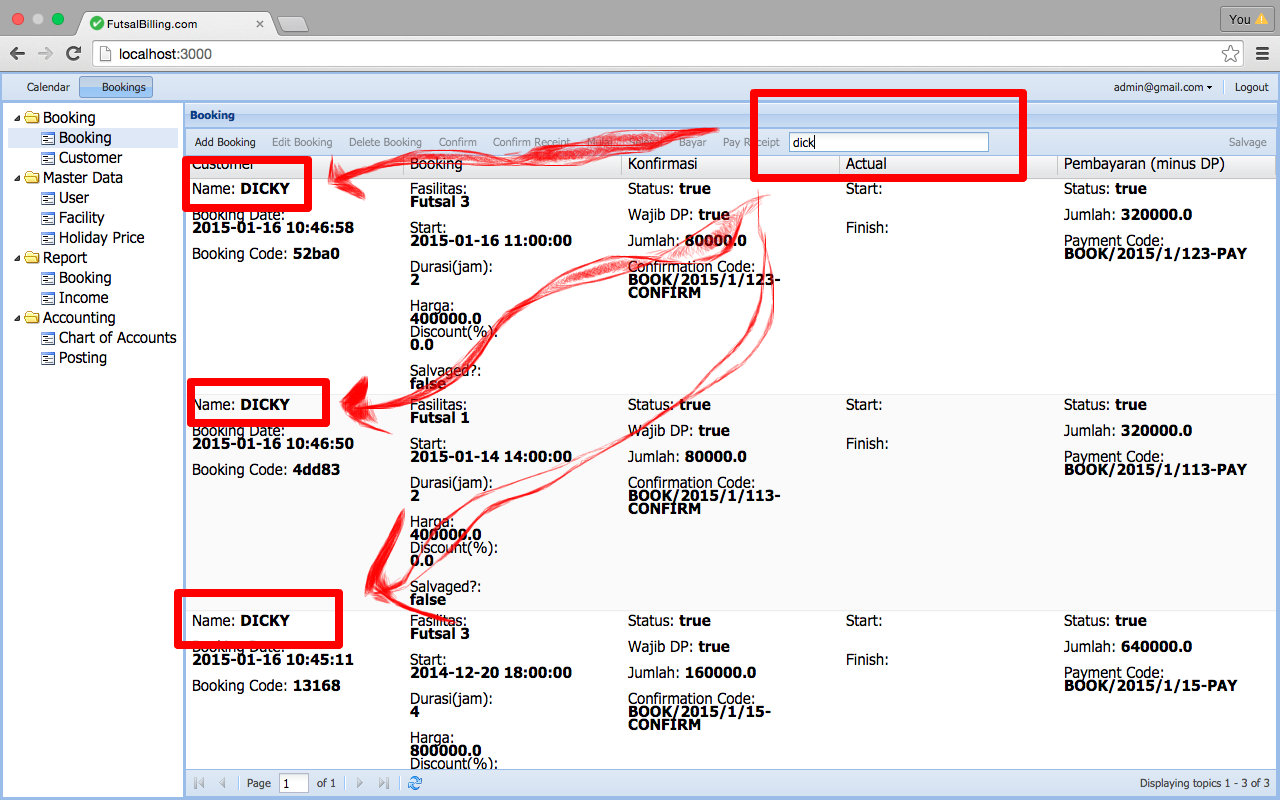 FutsalBilling.com
You
localhost:3000
Calendar
Bookings
admin@gmail.com
Logout
Booking
Booking
Customer
Master Data
User
Facility
Holiday Price
Report
Booking
Income
Accounting
Chart of Accounts
Posting
Booking
Add Booking Edit Booking Delete Booking Confirm Confirm Receipt Bayar Pay Receipt dick Salvage
Customer Booking Konfirmasi Actual Pembayaran (minus DP)
Name: DICKY
Booking Date:
2015-01-16 10:46:58
Booking Code: 52ba0
Fasilitas:
Futsal 3
Start:
2015-01-16 11:00:00
Durasi(jam):
2
Harga:
400000.0
Discount(%):
0.0
Salvaged?:
false
Status: true
Wajib DP: true
Jumlah: 80000.0
Confirmation Code:
BOOK/2015/1/123-
CONFIRM
Start:
Finish:
Status: true
Jumlah: 320000.0
Payment Code:
BOOK/2015/1/123-PAY
Name: DICKY
Booking Date:
2015-01-16 10:46:50
Booking Code: 4dd83
Fasilitas:
Futsal 1
Start:
2015-01-14 14:00:00
Durasi(jam):
2
Harga:
400000.0
Discount(%):
0.0
Salvaged?:
false
Status: true
Wajib DP: true
Jumlah: 80000.0
Confirmation Code:
BOOK/2015/1/113-
CONFIRM
Start:
Finish:
Status: true
Jumlah: 320000.0
Payment Code:
BOOK/2015/1/113-PAY
Name: DICKY
Booking Date:
2015-01-16 10:45:11
Booking Code: 13168
Fasilitas:
Futsal 3
Start:
2014-12-20 18:00:00
Durasi(jam):
4
Harga:
800000.0
Discount(%):
Status: true
Wajib DP: true
Jumlah: 160000.0
Confirmation Code:
BOOK/2015/1/15-
CONFIRM
Start:
Finish:
Status: true
Jumlah: 640000.0
Payment Code:
BOOK/2015/1/15-PAY
Page 1 of 1
Displaying topics 1 - 3 of 3